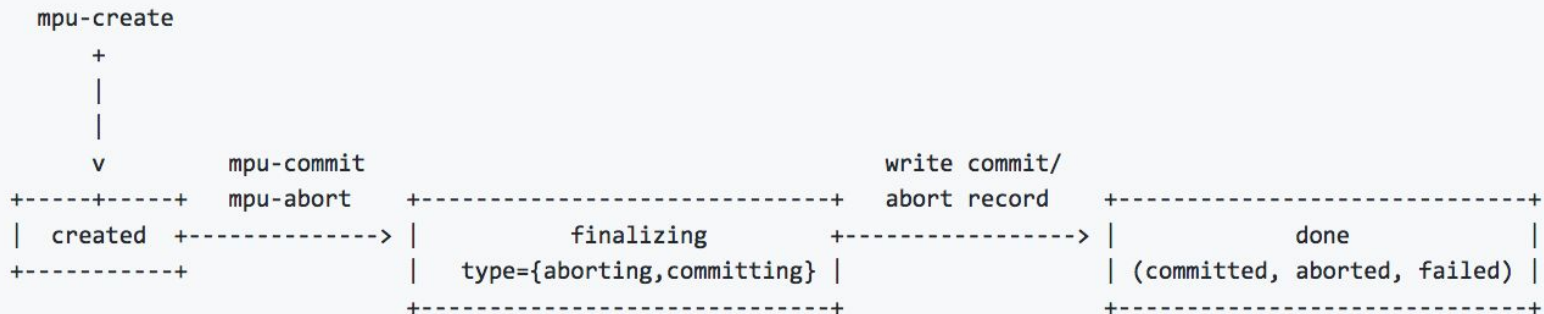 mpu-create
+
|
|
v mpu-commit write commit/
+-----+-----+ mpu-abort +------------------------------+ abort record +------------------------------+
| created +--------------> | finalizing +-----------------> | done |
+-----------+ | type={aborting,committing} | | (committed, aborted, failed) |
+------------------------------+ +------------------------------+